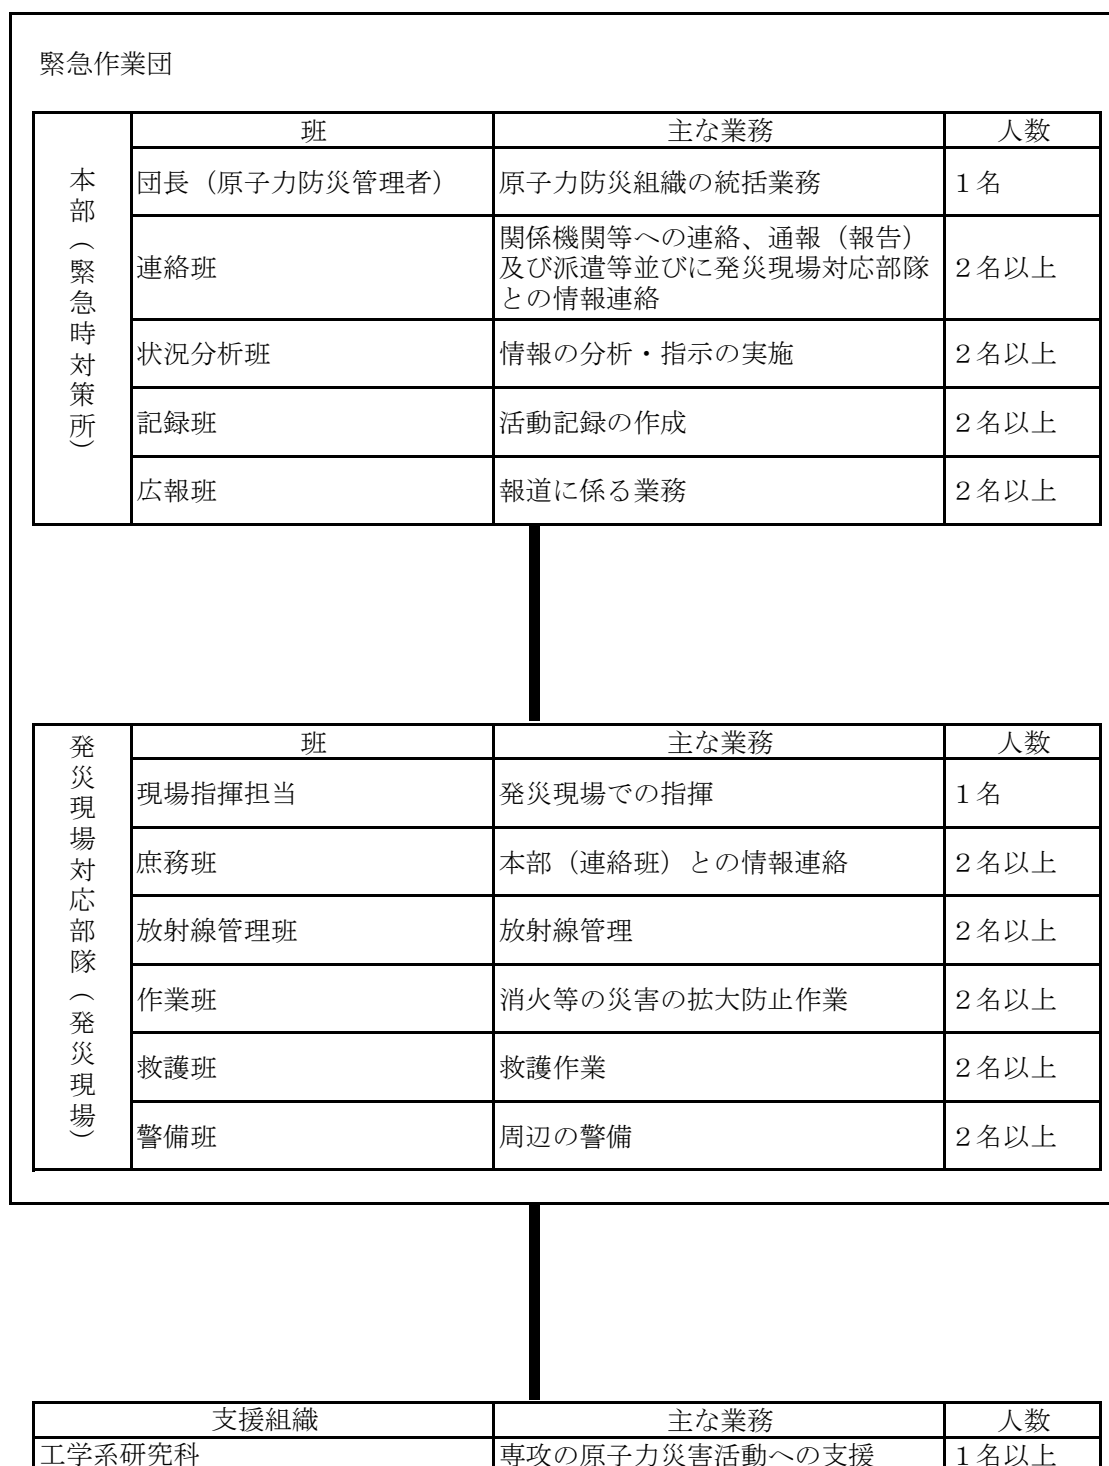 緊急作業団
本部（緊急時対策所）
班 主な業務 人数
団長（原子力防災管理者） 原子力防災組織の統括業務 １名
連絡班 関係機関等への連絡、通報（報告）及び派遣等並びに発災現場対応部隊との情報連絡 ２名以上
状況分析班 情報の分析・指示の実施 ２名以上
記録班 活動記録の作成 ２名以上
広報班 報道に係る業務 ２名以上
発災現場対応部隊（発災現場）
班 主な業務 人数
現場指揮担当 発災現場での指揮 １名
庶務班 本部（連絡班）との情報連絡 ２名以上
放射線管理班 放射線管理 ２名以上
作業班 消火等の災害の拡大防止作業 ２名以上
救護班 救護作業 ２名以上
警備班 周辺の警備 ２名以上
支援組織 主な業務 人数
工学系研究科 専攻の原子力災害活動への支援 １名以上